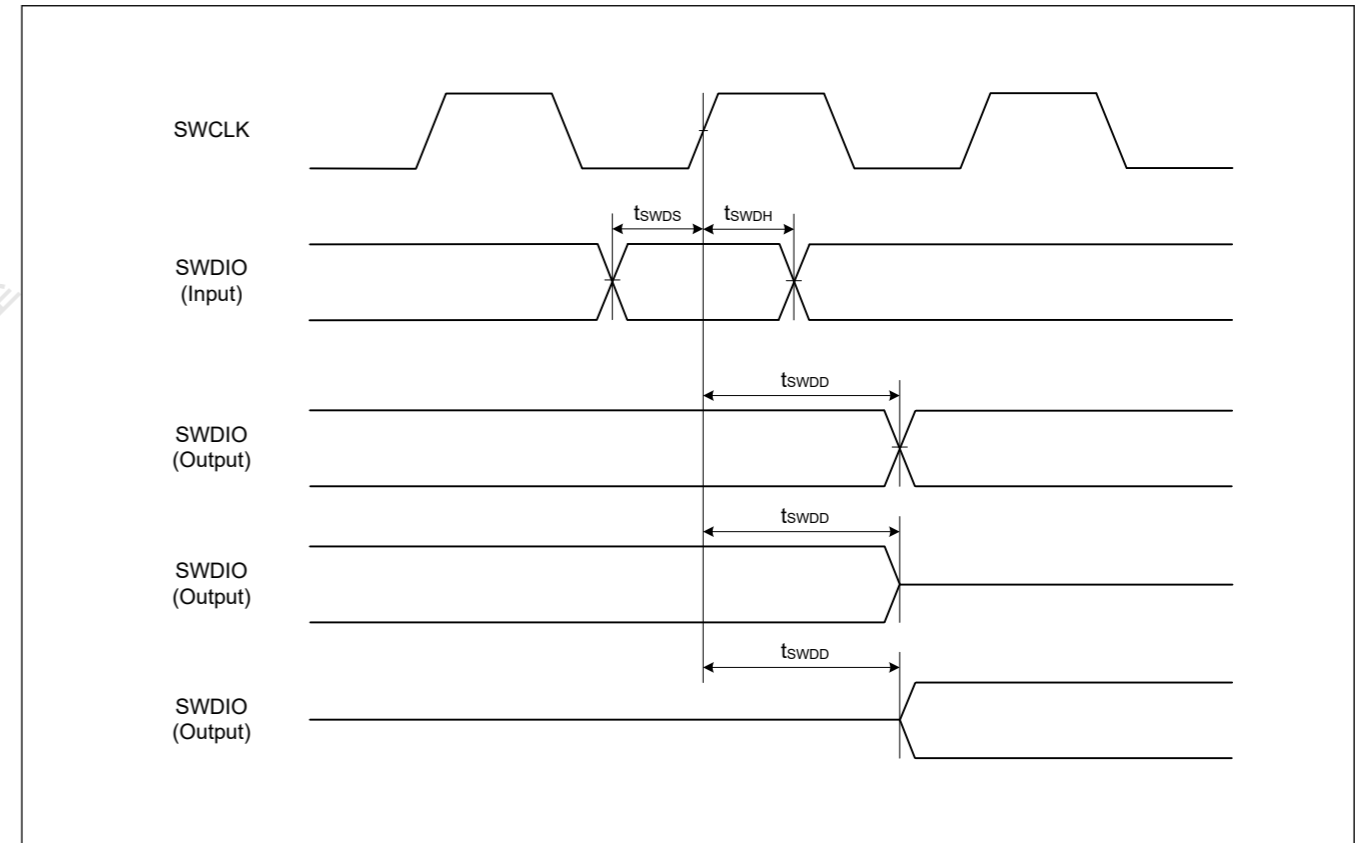 SWCLK
tSWDS
tSWDH
SWDIO
(Input)
tSWDD
SWDIO
(Output)
tSWDD
SWDIO
(Output)
tSWDD
SWDIO
(Output)